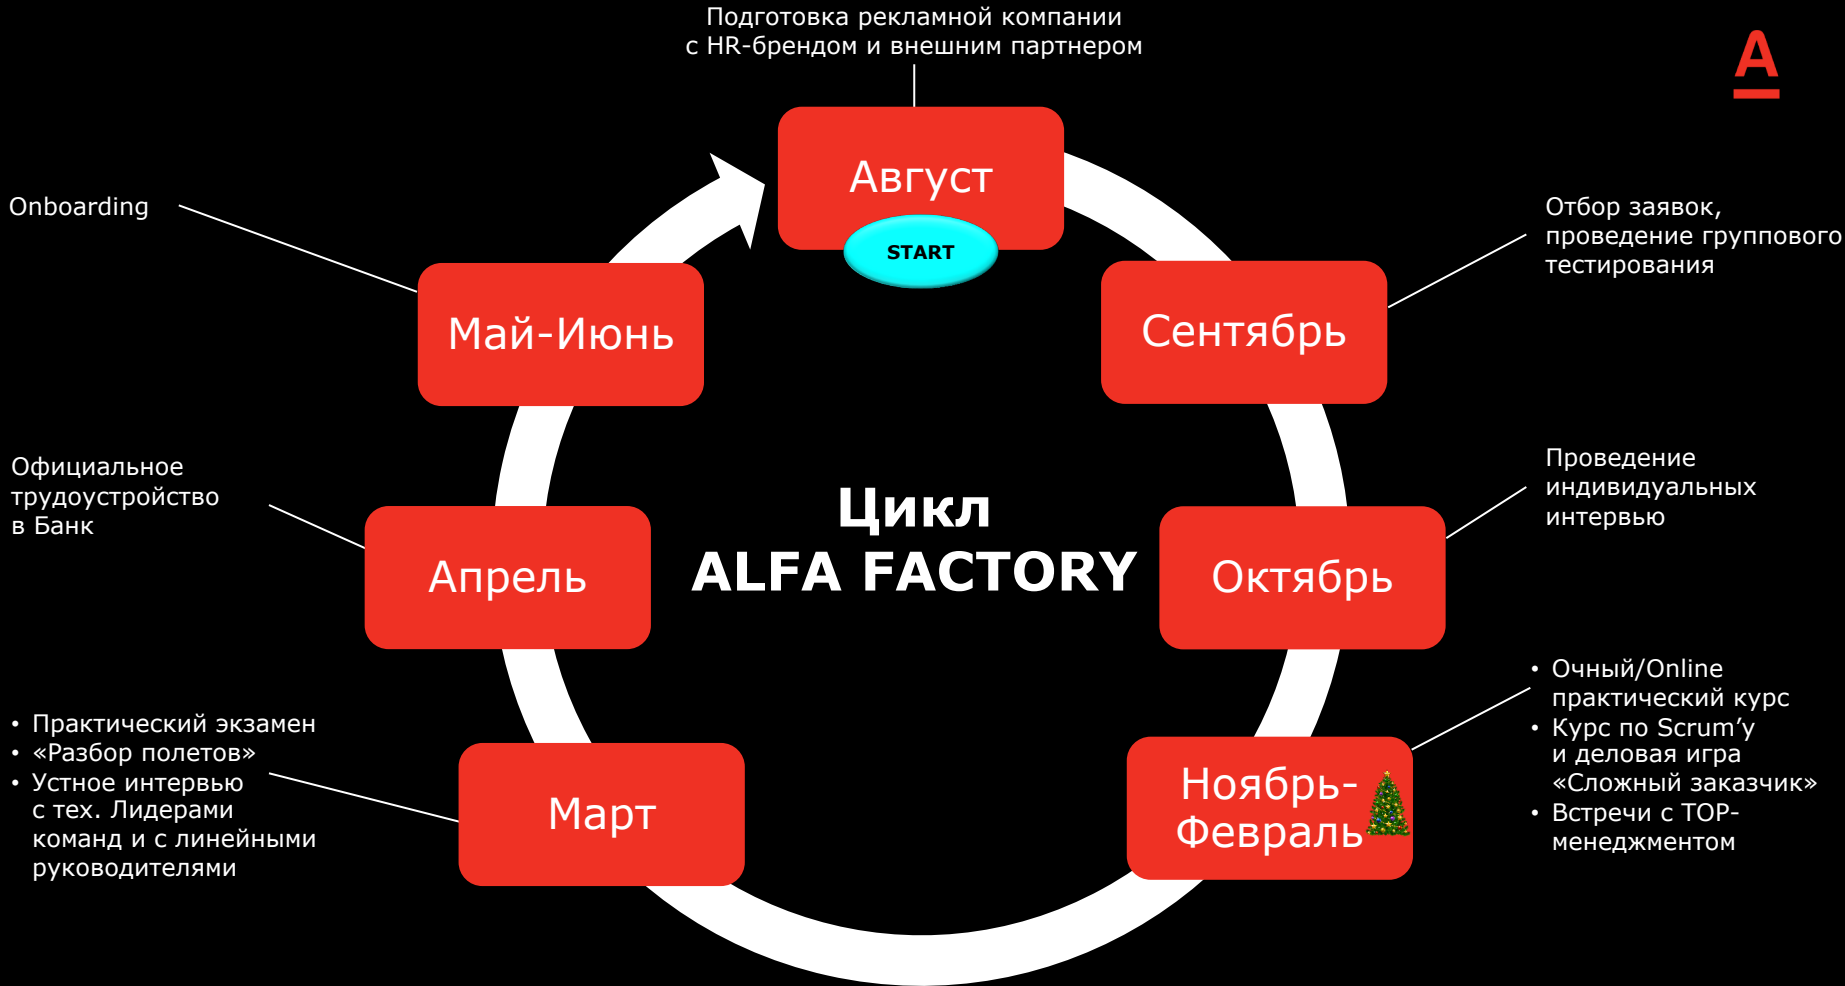 Подготовка рекламной компании
с HR-брендом и внешним партнером
A
Август
START
Onboarding
Май-Июнь
Сентябрь
Отбор заявок,
проведение группового
тестирования
Официальное
трудоустройство
в Банк
Апрель
Цикл
ALFA FACTORY
Октябрь
Проведение
индивидуальных
интервью
• Практический экзамен
• «Разбор полетов»
• Устное интервью
с тех. Лидерами
команд и с линейными
руководителями
Март
Ноябрь-
Февраль
• Очный/Online
практический курс
• Курс по Scrum’у
и деловая игра
«Сложный заказчик»
• Встречи с TOP-
менеджментом